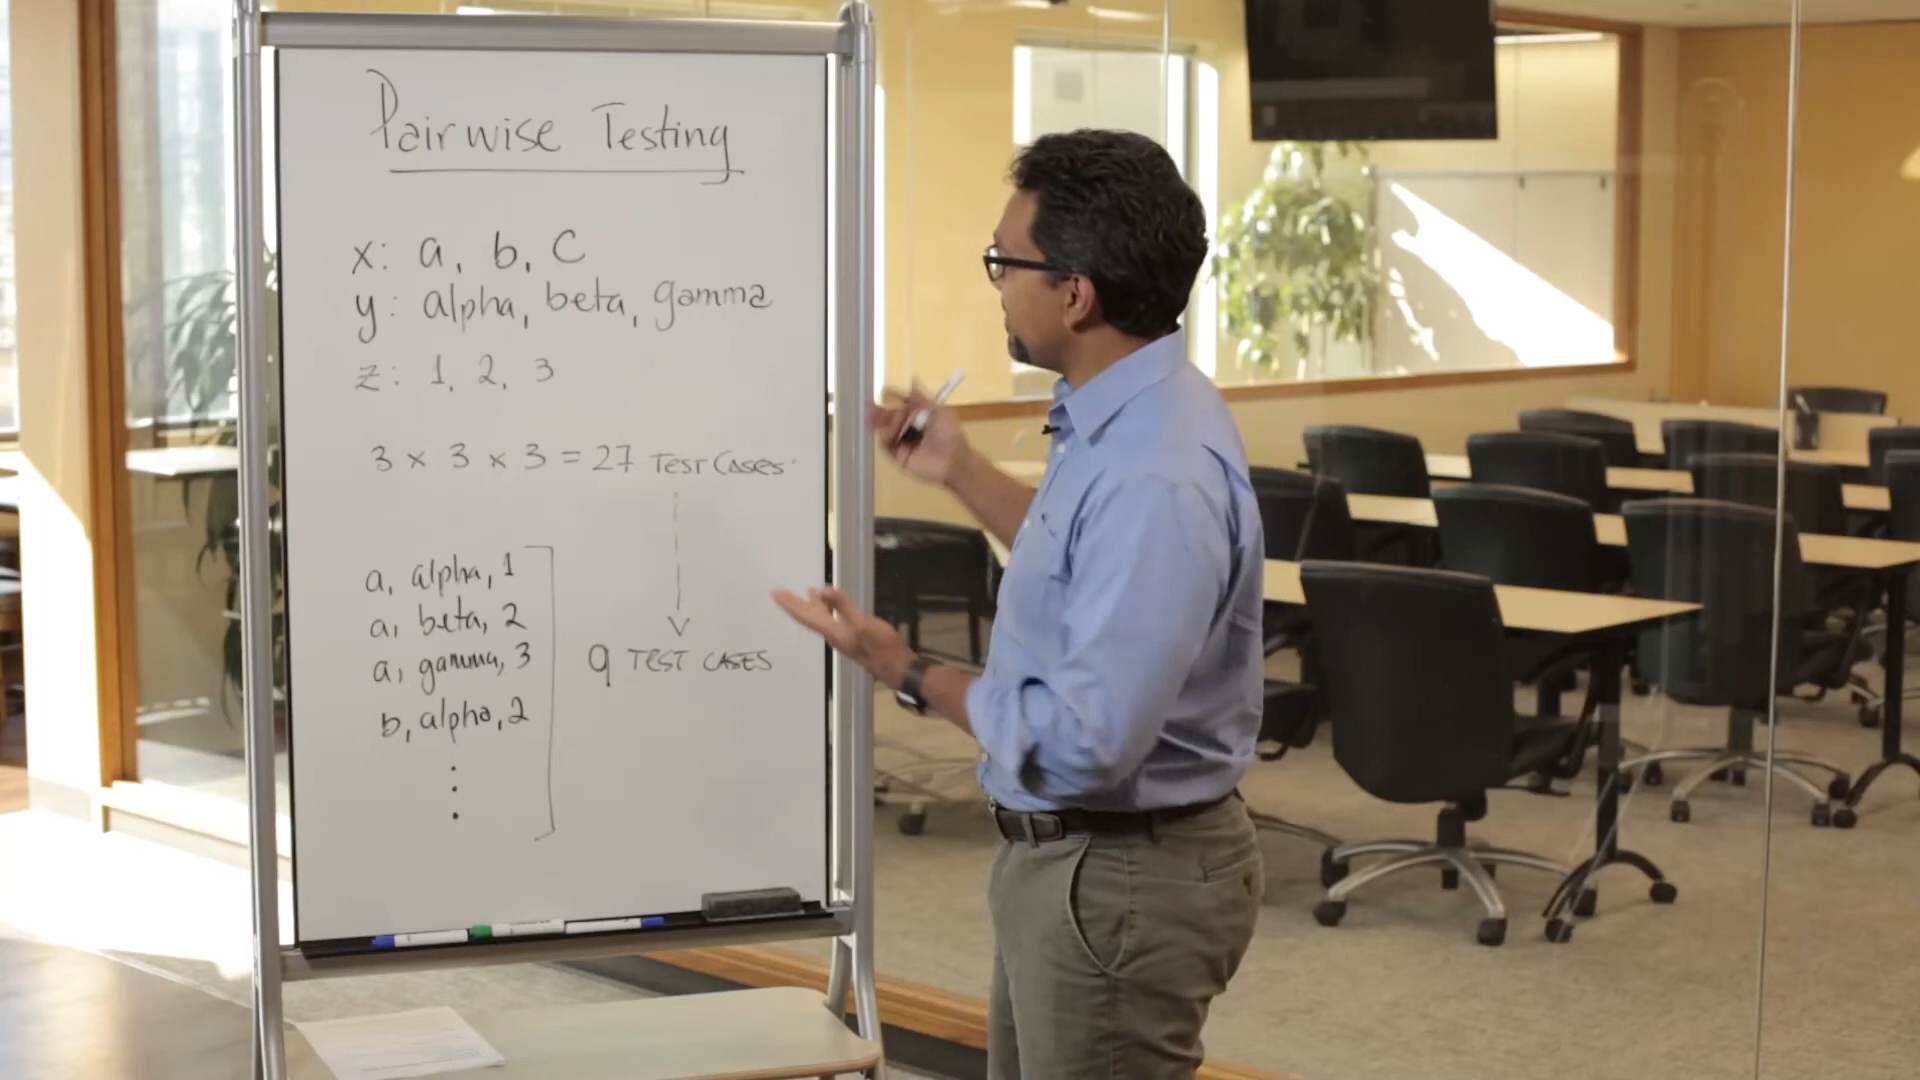 Pairwise Testing
x: a, b, c
y: alpha, beta, gamma
z: 1, 2, 3
3 x 3 x 3 = 27 TEST CASES
a, alpha, 1
a, beta, 2
a, gamma, 3
b, alpha, 2
9 TEST CASES